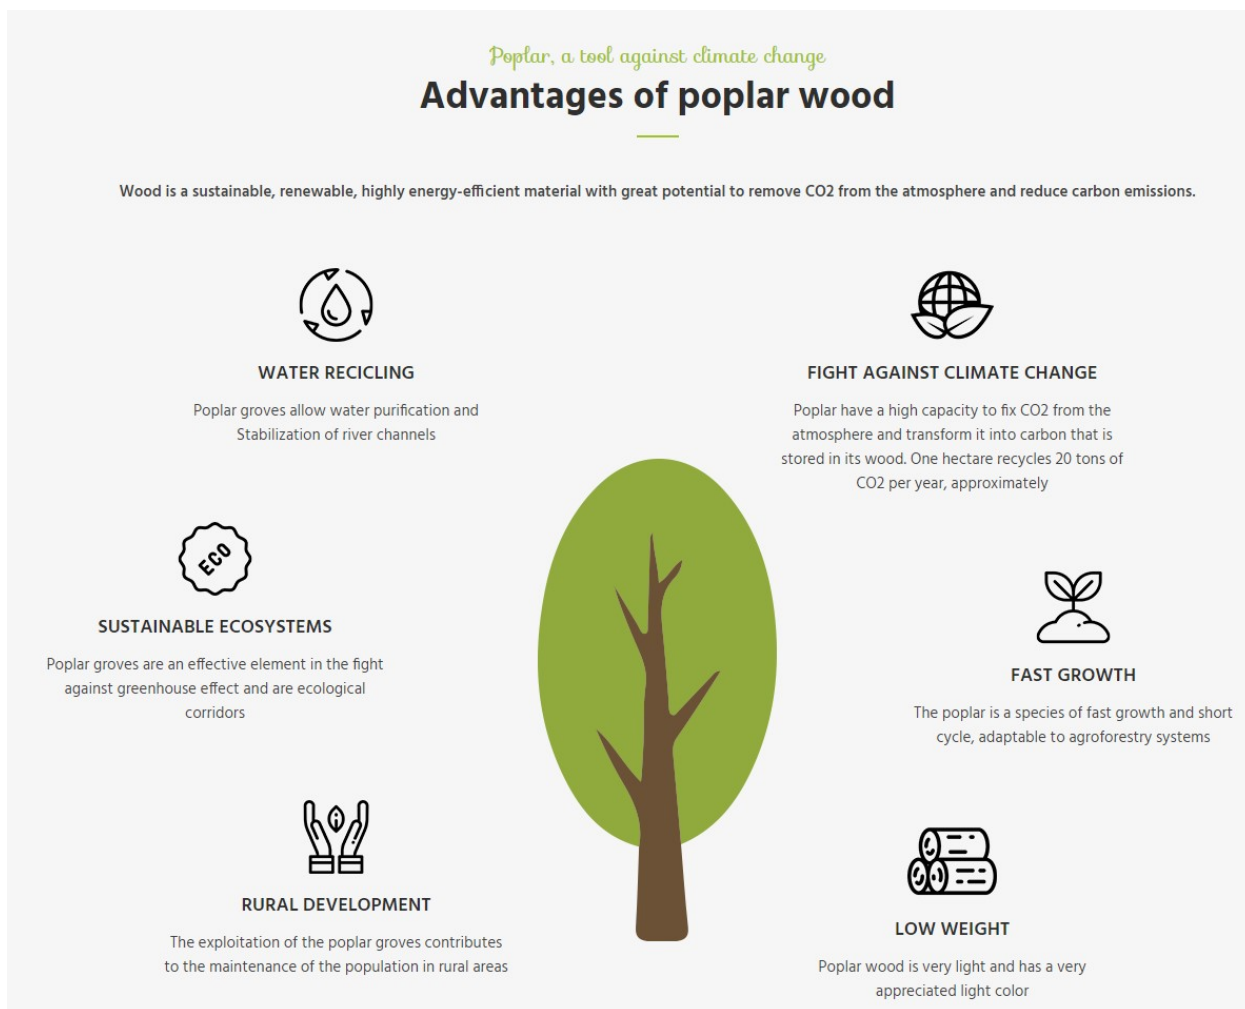 Poplar, a tool against climate change
Advantages of poplar wood
Wood is a sustainable, renewable, highly energy-efficient material with great potential to remove CO2 from the atmosphere and reduce carbon emissions.
WATER RECICLING
Poplar groves allow water purification and
Stabilization of river channels
FIGHT AGAINST CLIMATE CHANGE
Poplar have a high capacity to fix CO2 from the
atmosphere and transform it into carbon that is
stored in its wood. One hectare recycles 20 tons of
CO2 per year, approximately
ECO
SUSTAINABLE ECOSYSTEMS
Poplar groves are an effective element in the fight
against greenhouse effect and are ecological
corridors
FAST GROWTH
The poplar is a species of fast growth and short
cycle, adaptable to agroforestry systems
RURAL DEVELOPMENT
The exploitation of the poplar groves contributes
to the maintenance of the population in rural areas
LOW WEIGHT
Poplar wood is very light and has a very
appreciated light color